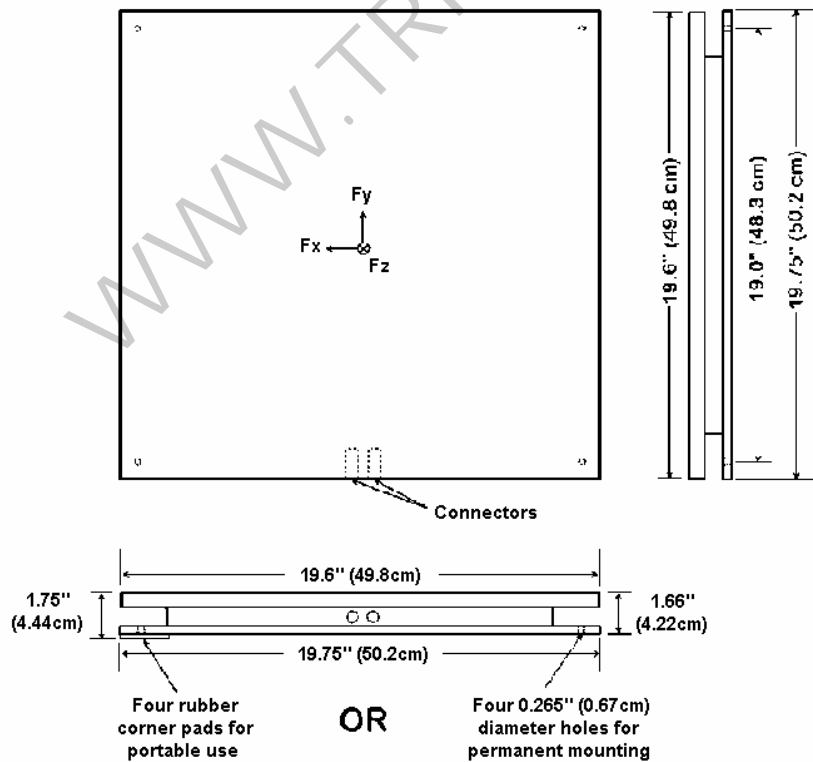 WWW.TRI
Fy
Fx
Fz
Connectors
19.6" (49.8 cm)
19.0" (48.3 cm)
19.75" (50.2 cm)
19.6" (49.8cm)
1.75"
(4.44cm)
1.66"
(4.22cm)
19.75" (50.2cm)
Four rubber
corner pads for
portable use
OR
Four 0.265" (0.67cm)
diameter holes for
permanent mounting